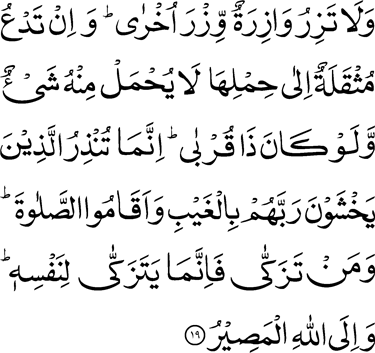 وَلَا تَزِرُ وَازِرَةٌ وِّزْرَ اُخْرٰى ؕ وَ اِنْ تَدْعُ
مُثْقَلَةٌ اِلٰى حِمْلِهَا لَا يُحْمَلْ مِنْهُ شَیْءٌ
وَّلَوْ كَانَ ذَا قُرْبٰى ؕ اِنَّمَا تُنْذِرُ الَّذِيْنَ
يَخْشَوْنَ رَبَّهُمْ بِالْغَيْبِ وَاَقَامُوا الصَّلٰوةَ ؕ
وَمَنْ تَزَكّٰى فَاِنَّمَا يَتَزَكّٰى لِنَفْسِهٖ ؕ
وَ اِلَى اللّٰهِ الْمَصِيْرُ ۝۱۹